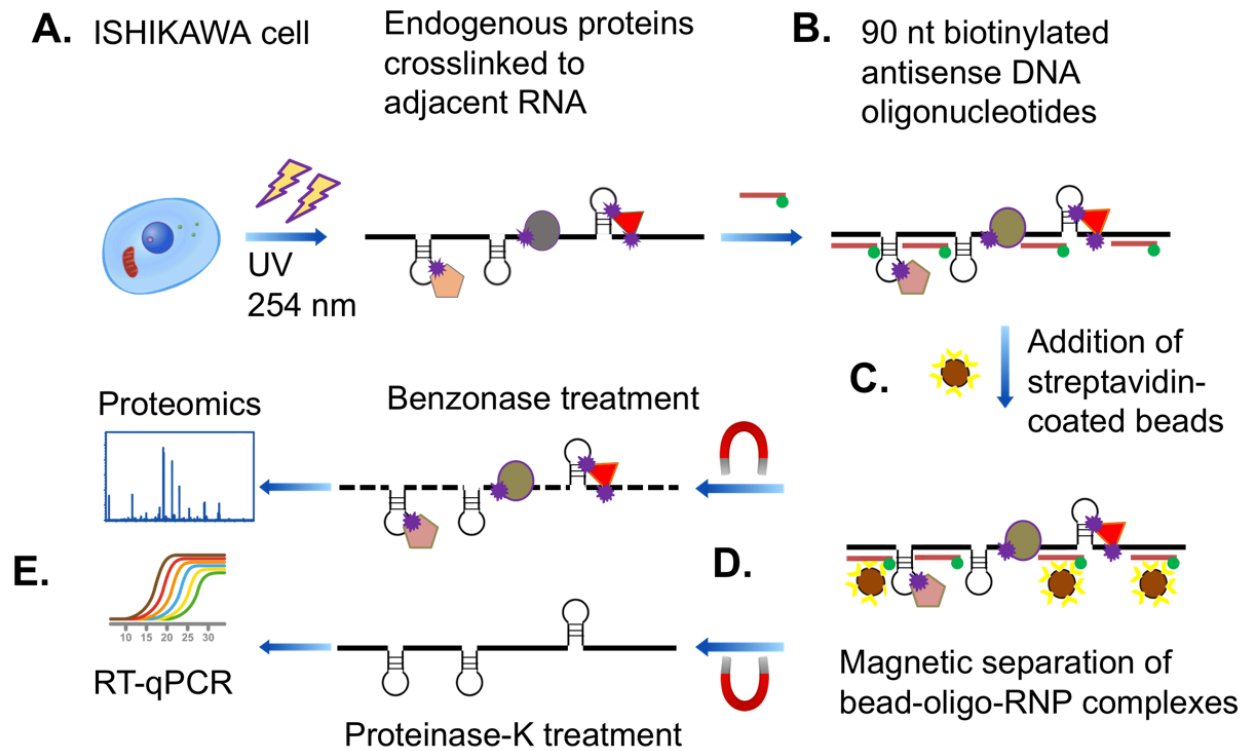 A. ISHIKAWA cell
Endogenous proteins
crosslinked to
adjacent RNA
B. 90 nt biotinylated
antisense DNA
oligonucleotides
UV
254 nm
C. Addition of
streptavidin-
coated beads
Proteomics
Benzonase treatment
D.
Magnetic separation of
bead-oligo-RNP complexes
E.
10 15 20 25 30
RT-qPCR
Proteinase-K treatment